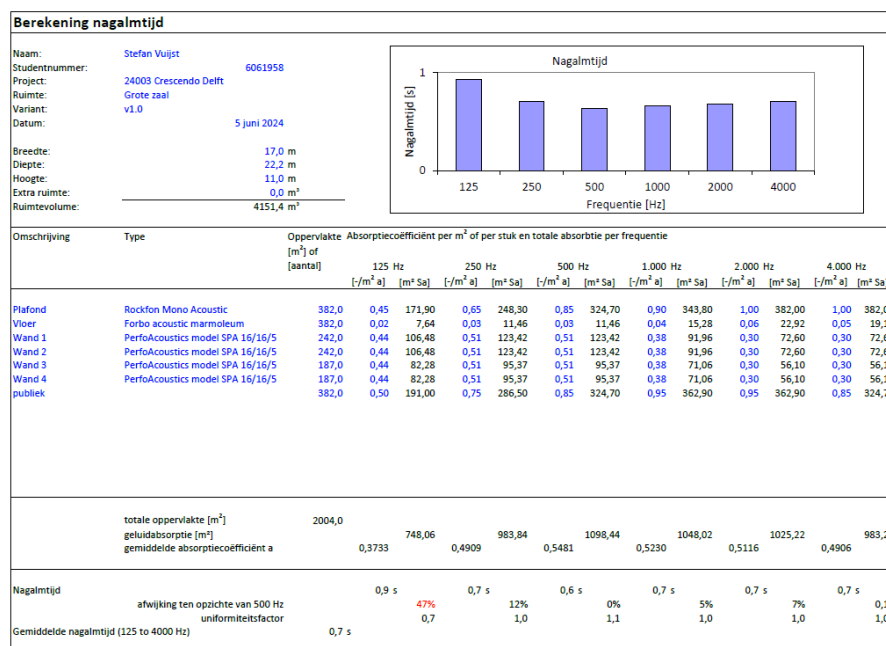 Berekening nagalmtijd
Naam: Stefan Vuijst
Studentnummer: 6061958
Project: 24003 Crescendo Delft
Ruimte: Grote zaal
Variant: v1.0
Datum: 5 juni 2024
Breedte: 17,0 m
Diepte: 22,2 m
Hoogte: 11,0 m
Extra ruimte: 0,0 m³
Ruimtevolume: 4151,4 m³
Nagalmtijd
Nagalmtijd [s]
1
0
125 250 500 1000 2000 4000
Frequentie [Hz]
Omschrijving Type Oppervlakte Absorptiecoëfficiënt per m² of per stuk en totale absorbtie per frequentie
[m²] of
[aantal] 125 Hz 250 Hz 500 Hz 1.000 Hz 2.000 Hz 4.000 Hz
[-/m² a] [m² Sa] [-/m² a] [m² Sa] [-/m² a] [m² Sa] [-/m² a] [m² Sa] [-/m² a] [m² Sa] [-/m² a] [m² Sa]
Plafond Rockfon Mono Acoustic 382,0 0,45 171,90 0,65 248,30 0,85 324,70 0,90 343,80 1,00 382,00 1,00 382,0
Vloer Forbo acoustic marmoleum 382,0 0,02 7,64 0,03 11,46 0,03 11,46 0,04 15,28 0,06 22,92 0,05 19,1
Wand 1 PerfoAcoustics model SPA 16/16/5 242,0 0,44 106,48 0,51 123,42 0,51 123,42 0,38 91,96 0,30 72,60 0,30 72,6
Wand 2 PerfoAcoustics model SPA 16/16/5 242,0 0,44 106,48 0,51 123,42 0,51 123,42 0,38 91,96 0,30 72,60 0,30 72,6
Wand 3 PerfoAcoustics model SPA 16/16/5 187,0 0,44 82,28 0,51 95,37 0,51 95,37 0,38 71,06 0,30 56,10 0,30 56,1
Wand 4 PerfoAcoustics model SPA 16/16/5 187,0 0,44 82,28 0,51 95,37 0,51 95,37 0,38 71,06 0,30 56,10 0,30 56,1
publiek 382,0 0,50 191,00 0,75 286,50 0,85 324,70 0,95 362,90 0,95 362,90 0,85 324,7
totale oppervlakte [m²] 2004,0
geluidabsorptie [m²] 748,06 983,84 1098,44 1048,02 1025,22 983,2
gemiddelde absorptiecoëfficiënt a 0,3733 0,4909 0,5481 0,5230 0,5116 0,4906
Nagalmtijd 0,9 s 0,7 s 0,6 s 0,7 s 0,7 s 0,7 s
afwijking ten opzichte van 500 Hz 47% 12% 0% 5% 7% 0,1
uniformiteitsfactor 0,7 1,0 1,1 1,0 1,0 1,0
Gemiddelde nagalmtijd (125 to 4000 Hz) 0,7 s